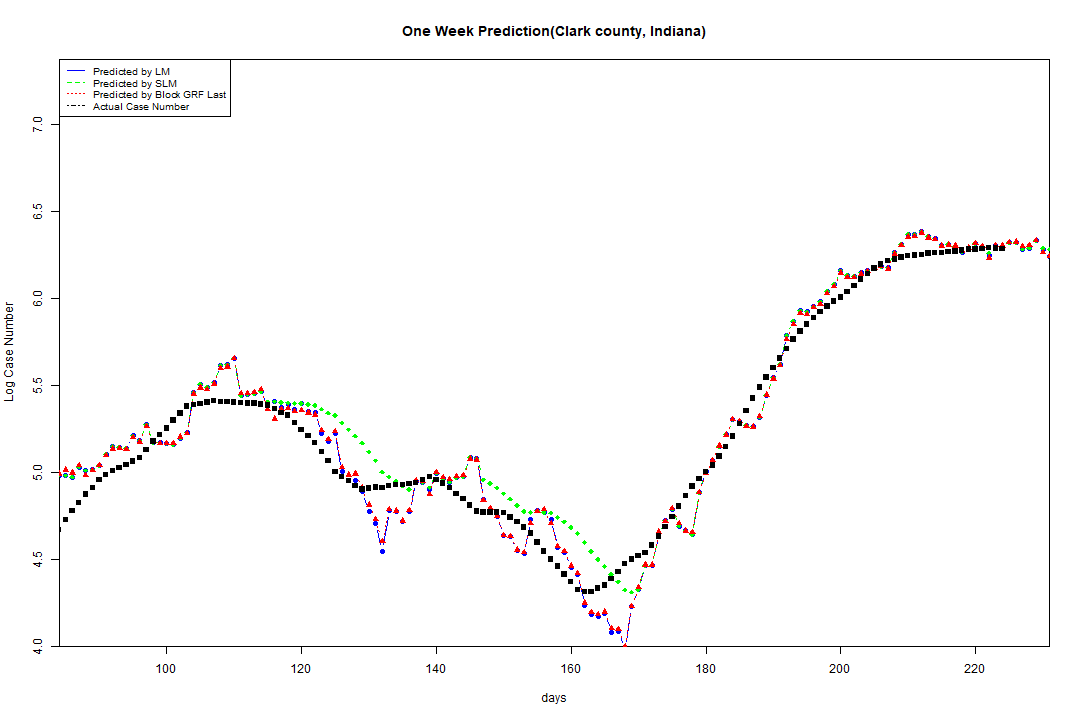 One Week Prediction(Clark county, Indiana)
Predicted by LM
Predicted by SLM
Predicted by Block GRF Last
Actual Case Number
7.0
6.5
6.0
5.5
5.0
4.5
4.0
Log Case Number
100 120 140 160 180 200 220
days